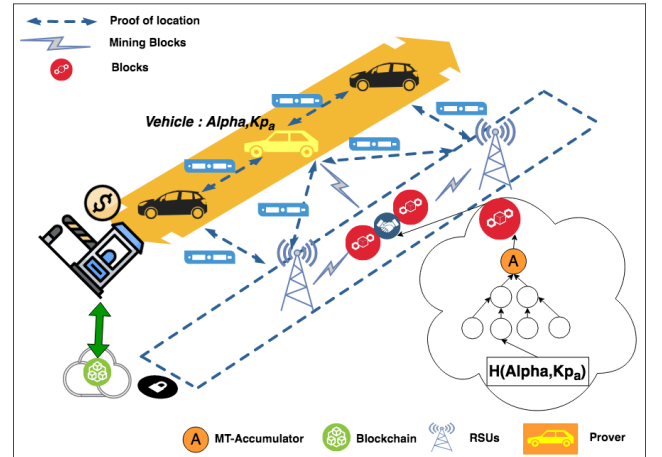 Proof of location
Mining Blocks
Blocks
Vehicle : Alpha,Kpₐ
$
A
H(Alpha,Kpₐ)
A
MT-Accumulator
Blockchain
RSUs
Prover